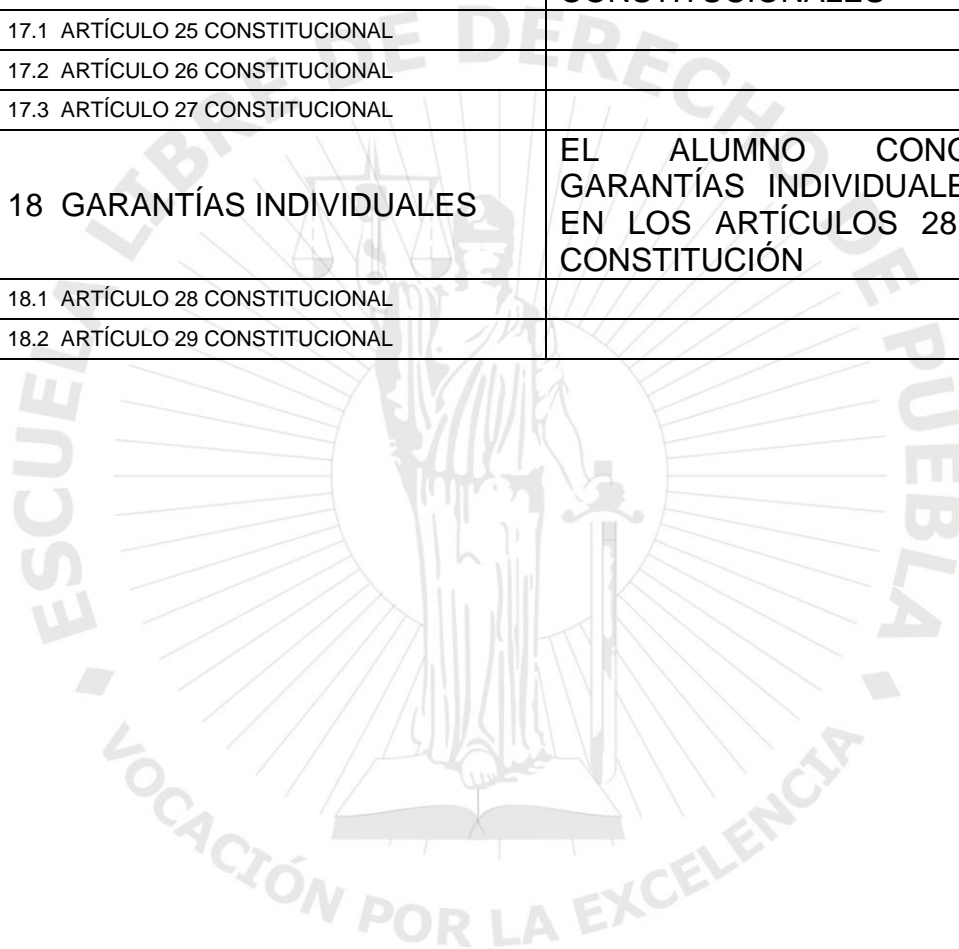 CONSTITUCIONALES
17.1 ARTÍCULO 25 CONSTITUCIONAL
17.2 ARTÍCULO 26 CONSTITUCIONAL
17.3 ARTÍCULO 27 CONSTITUCIONAL
18 GARANTÍAS INDIVIDUALES
EL ALUMNO
GARANTÍAS
EN LOS ARTÍCULOS 28
CONSTITUCIÓN
18.1 ARTÍCULO 28 CONSTITUCIONAL
18.2 ARTÍCULO 29 CONSTITUCIONAL
ESCUELA LIBRE DE DERECHO DE PUEBLA
VOCACIÓN POR LA EXCELENCIA